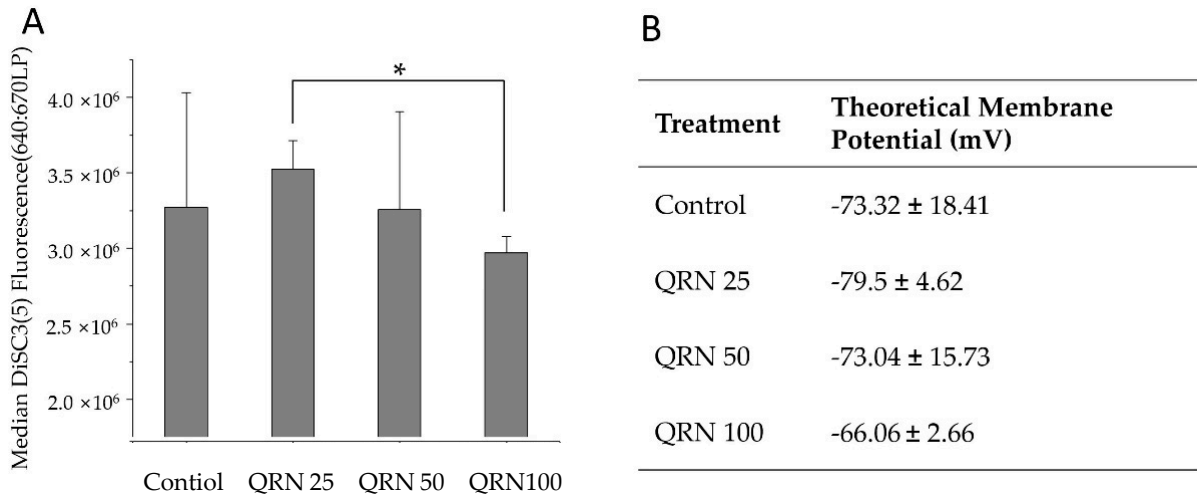 A
Median DiSC3(5) Fluorescence(640:670LP)
4.0 ×10⁶
3.5 ×10⁶
3.0 ×10⁶
2.5 ×10⁶
2.0 ×10⁶
*
Contiol QRN 25 QRN 50 QRN100
B
Treatment Theoretical Membrane
Potential (mV)
Control -73.32 ± 18.41
QRN 25 -79.5 ± 4.62
QRN 50 -73.04 ± 15.73
QRN 100 -66.06 ± 2.66